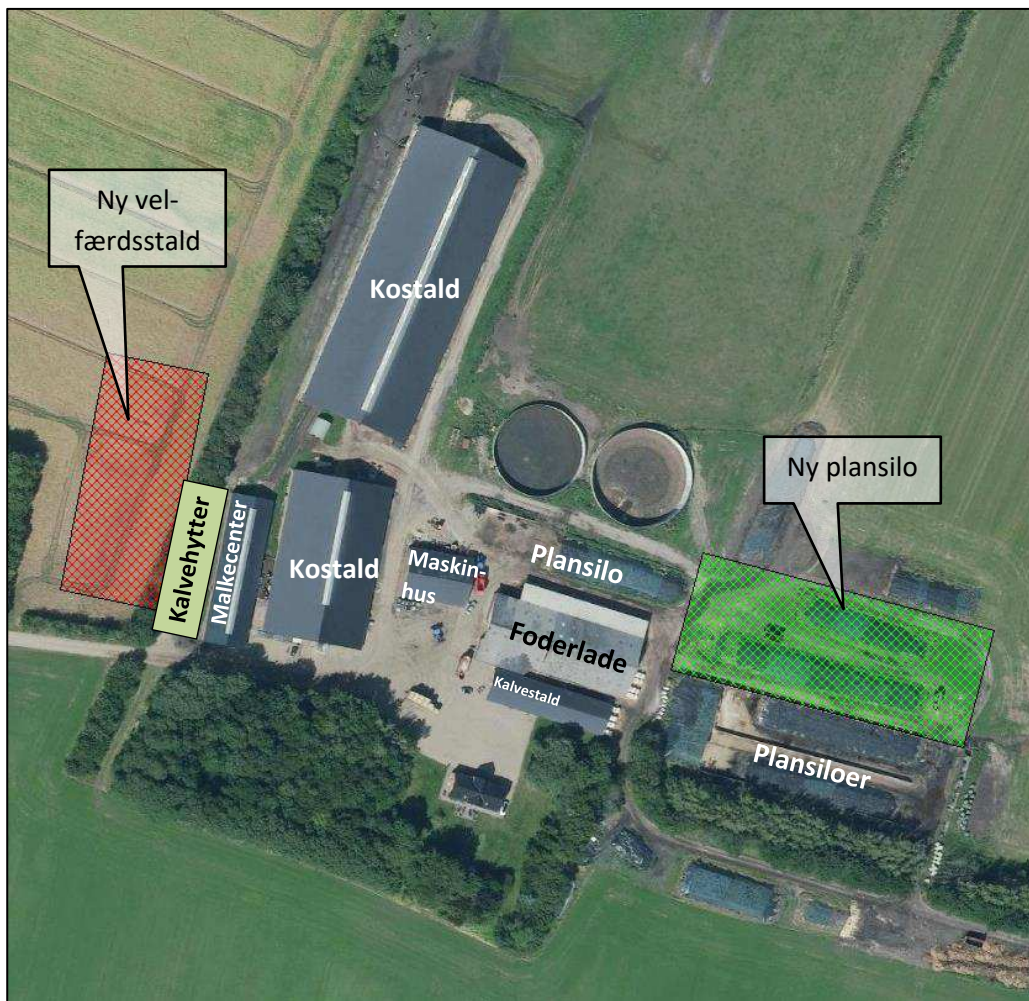 Ny vel-
færdsstald
Kostald
Ny plansilo
Kalvehytter
Malkecenter
Kostald
Maskin-
hus
Plansilo
Foderlade
Kalvestald
Plansiloer